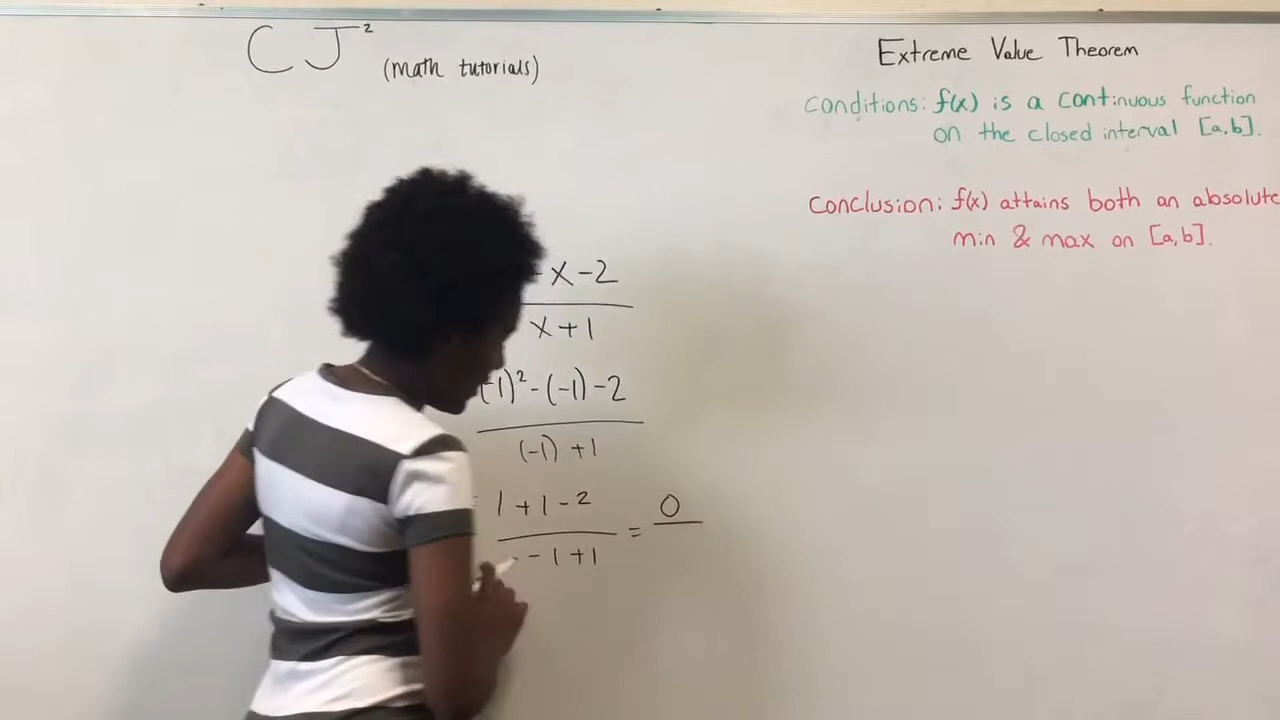 CJ²
(math tutorials)
Extreme Value Theorem
Conditions: f(x) is a continuous function
on the closed interval [a,b].
Conclusion: f(x) attains both an absolute
min & max on [a,b].
- x - 2
x + 1
-1)² - (-1) - 2
(-1) + 1
= 1 + 1 - 2 = 0
-1 + 1